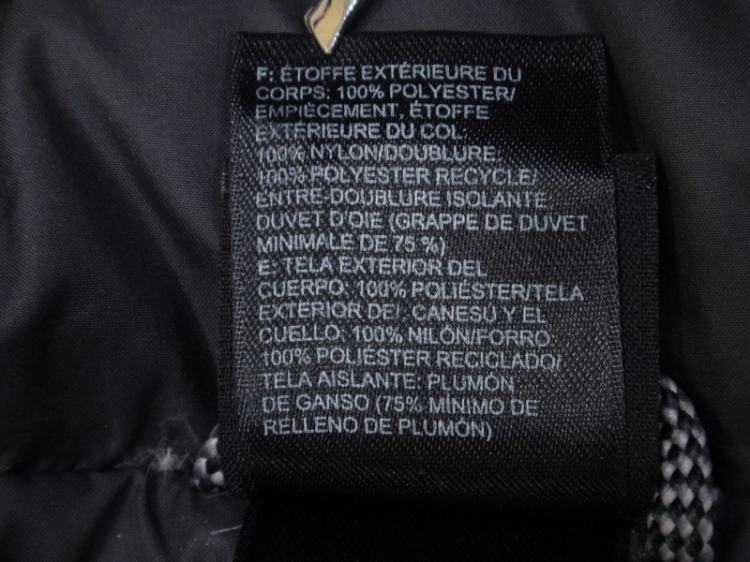 F: ÉTOFFE EXTÉRIEURE DU
CORPS: 100% POLYESTER/
EMPIÈCEMENT, ÉTOFFE
EXTÉRIEURE DU COL:
100% NYLON/DOUBLURE:
100% POLYESTER RECYCLÉ/
ENTRE-DOUBLURE ISOLANTE:
DUVET D'OIE (GRAPPE DE DUVET
MINIMALE DE 75 %)
E: TELA EXTERIOR DEL
CUERPO: 100% POLIÉSTER/TELA
EXTERIOR DEL CANESÚ Y EL
CUELLO: 100% NILÓN/FORRO:
100% POLIÉSTER RECICLADO/
TELA AISLANTE: PLUMÓN
DE GANSO (75% MÍNIMO DE
RELLENO DE PLUMÓN)